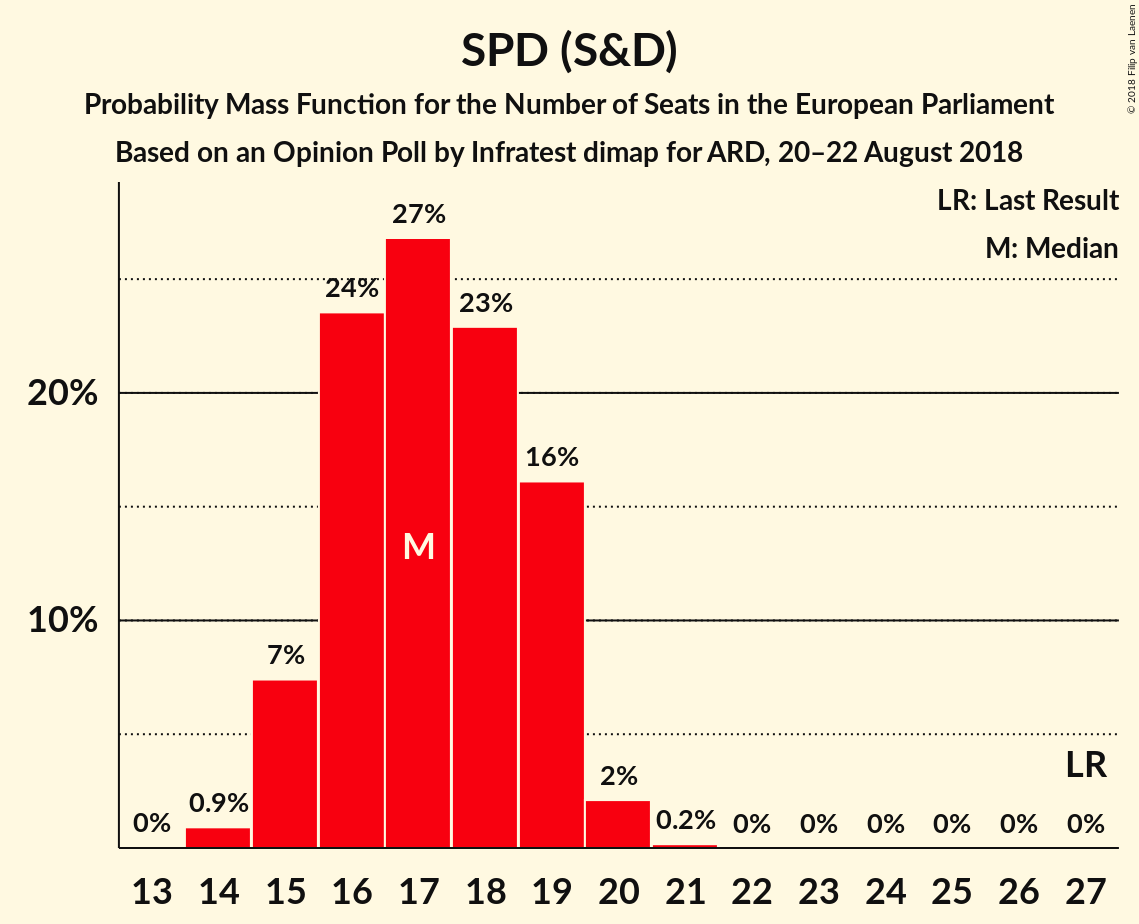 SPD (S&D)
Probability Mass Function for the Number of Seats in the European Parliament
Based on an Opinion Poll by Infratest dimap for ARD, 20–22 August 2018
© 2018 Filip van Laenen
LR: Last Result
M: Median
27%
24%
23%
20%
16%
M
10%
7%
LR
2%
0.9%
0.2%
0%
0%
0%
0%
0%
0%
0%
13 14 15 16 17 18 19 20 21 22 23 24 25 26 27